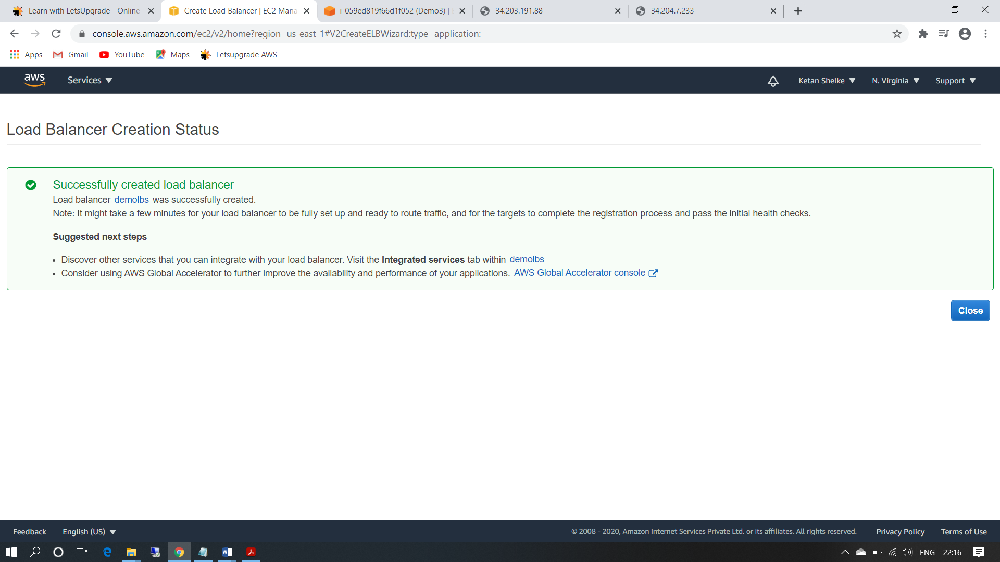 Learn with LetsUpgrade - Online
Create Load Balancer | EC2 Mana
i-059ed819f66d1f052 (Demo3) |
34.203.191.88
34.204.7.233
console.aws.amazon.com/ec2/v2/home?region=us-east-1#V2CreateELBWizard:type=application:
Apps
Gmail
YouTube
Maps
Letsupgrade AWS
aws
Services
Ketan Shelke
N. Virginia
Support
Load Balancer Creation Status
Successfully created load balancer
Load balancer demolbs was successfully created.
Note: It might take a few minutes for your load balancer to be fully set up and ready to route traffic, and for the targets to complete the registration process and pass the initial health checks.
Suggested next steps
• Discover other services that you can integrate with your load balancer. Visit the Integrated services tab within demolbs
• Consider using AWS Global Accelerator to further improve the availability and performance of your applications. AWS Global Accelerator console
Close
Feedback
English (US)
© 2008 - 2020, Amazon Internet Services Private Ltd. or its affiliates. All rights reserved.
Privacy Policy
Terms of Use
ENG
22:16